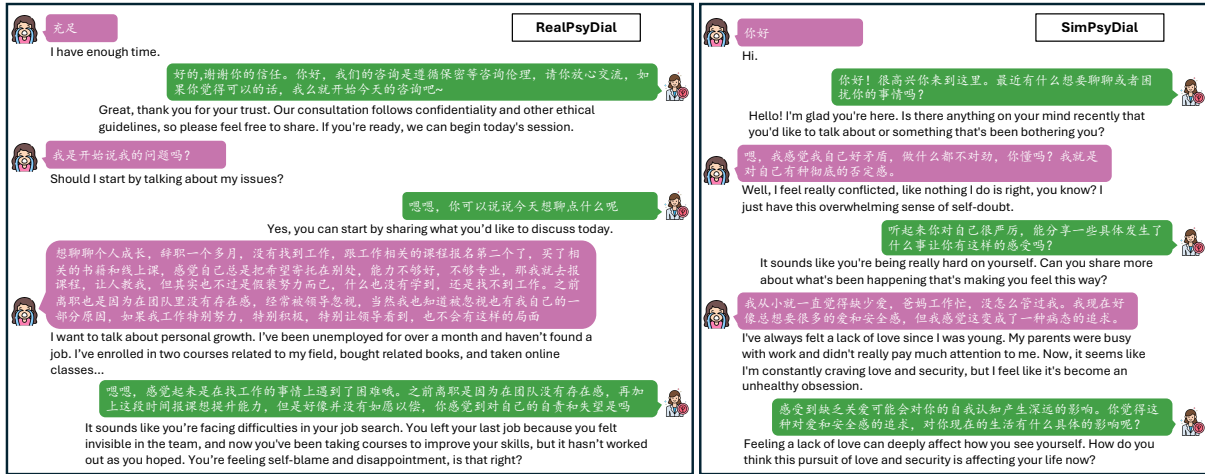 RealPsyDial
充足
I have enough time.
好的,谢谢你的信任。你好，我们的咨询是遵循保密等咨询伦理，请你放心交流，如
果你觉得可以的话，我么就开始今天的咨询吧~
Great, thank you for your trust. Our consultation follows confidentiality and other ethical
guidelines, so please feel free to share. If you're ready, we can begin today's session.
我是开始说我的问题吗？
Should I start by talking about my issues?
嗯嗯，你可以说说今天想聊点什么呢
Yes, you can start by sharing what you'd like to discuss today.
想聊聊个人成长，辞职一个多月，没有找到工作，跟工作相关的课程报名第二个了，买了相
关的书籍和线上课，感觉自己总是把希望寄托在别处，能力不够好，不够专业，那我就去报
课程，让人教我，但其实也不过是假装努力而已，什么也没有学到，还是找不到工作。之前
离职也是因为在团队里没有存在感，经常被领导忽视，当然我也知道被忽视也有我自己的一
部分原因，如果我工作特别努力，特别积极，特别让领导看到，也不会有这样的局面
I want to talk about personal growth. I've been unemployed for over a month and haven't found a
job. I've enrolled in two courses related to my field, bought related books, and taken online
classes...
嗯嗯，感觉起来是在找工作的事情上遇到了困难哦。之前离职是因为在团队没有存在感，再加
上这段时间报课想提升能力，但是好像并没有如愿以偿，你感觉到对自己的自责和失望是吗
It sounds like you're facing difficulties in your job search. You left your last job because you felt
invisible in the team, and now you've been taking courses to improve your skills, but it hasn't worked
out as you hoped. You're feeling self-blame and disappointment, is that right?
SimPsyDial
你好
Hi.
你好！很高兴你来到这里。最近有什么想要聊聊或者困
扰你的事情吗？
Hello! I'm glad you're here. Is there anything on your mind recently that
you'd like to talk about or something that's been bothering you?
嗯，我感觉我自己好矛盾，做什么都不对劲，你懂吗？我就是
对自己有种彻底的否定感。
Well, I feel really conflicted, like nothing I do is right, you know? I
just have this overwhelming sense of self-doubt.
听起来你对自己很严厉，能分享一些具体发生了
什么事让你有这样的感受吗？
It sounds like you're being really hard on yourself. Can you share more
about what's been happening that's making you feel this way?
我从小就一直觉得缺少爱，爸妈工作忙，没怎么管过我。我现在好
像总想要很多的爱和安全感，但我感觉这变成了一种病态的追求。
I've always felt a lack of love since I was young. My parents were
busy with work and didn't really pay much attention to me. Now, it seems like
I'm constantly craving love and security, but I feel like it's become an
unhealthy obsession.
感受到缺乏关爱可能会对你的自我认知产生深远的影响。你觉得这
种对爱和安全感的追求，对你现在的生活有什么具体的影响呢？
Feeling a lack of love can deeply affect how you see yourself. How do you
think this pursuit of love and security is affecting your life now?